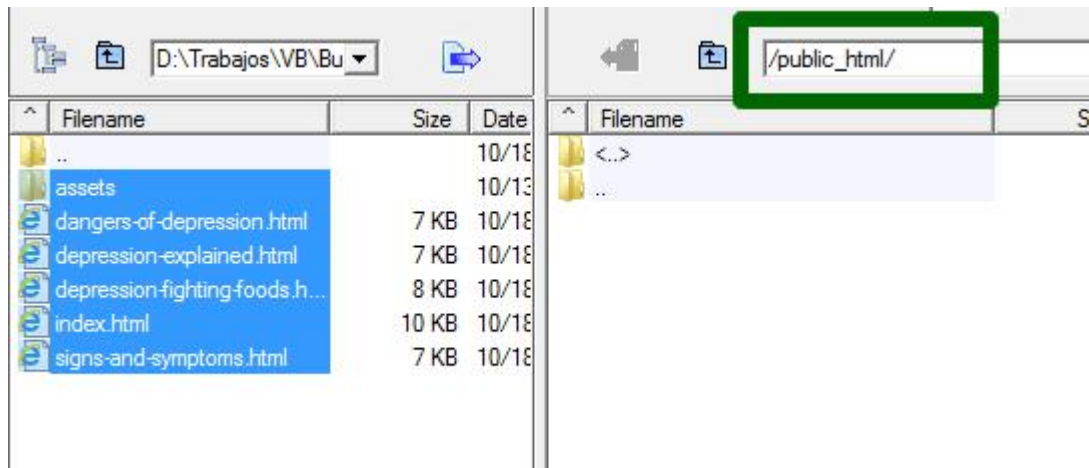 D:\Trabajos\VB\Bu
/public_html/
^ Filename Size Date
^ Filename S
.. 10/18
<..>
assets 10/13
..
dangers-of-depression.html 7 KB 10/18
depression-explained.html 7 KB 10/18
depression-fighting-foods.h... 8 KB 10/18
index.html 10 KB 10/18
signs-and-symptoms.html 7 KB 10/18